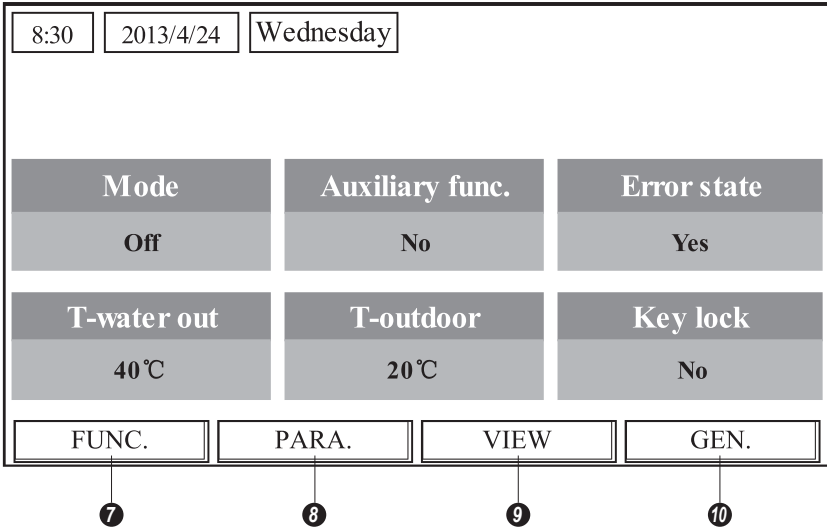 8:30 2013/4/24 Wednesday
Mode Auxiliary func. Error state
Off No Yes
T-water out T-outdoor Key lock
40℃ 20℃ No
FUNC. PARA. VIEW GEN.
7 8 9 10